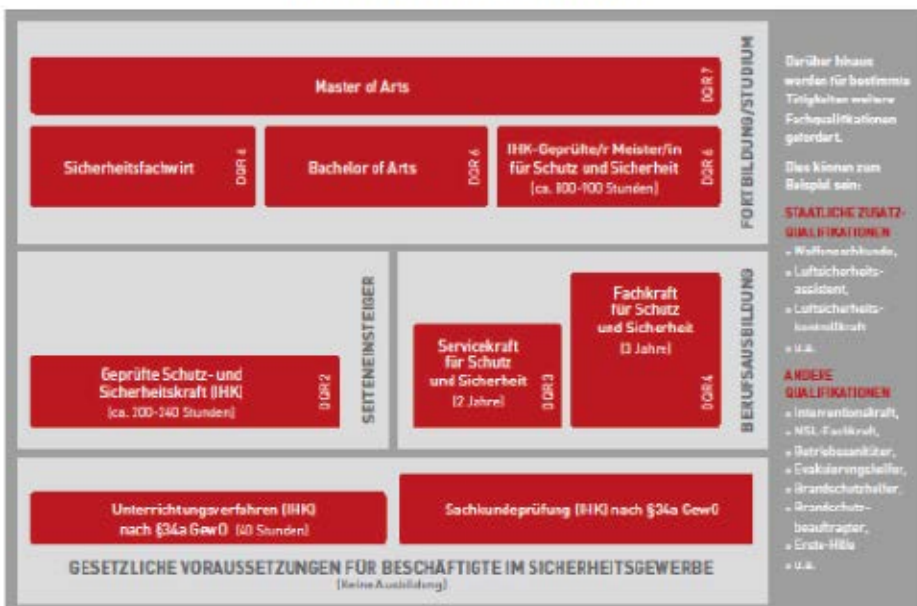 Master of Arts
DQR 7
Sicherheitsfachwirt
DQR 6
Bachelor of Arts
DQR 6
IHK-Geprüfte/r Meister/in
für Schutz und Sicherheit
(ca. 800-900 Stunden)
DQR 6
FORTBILDUNG/STUDIUM
Geprüfte Schutz- und
Sicherheitskraft (IHK)
(ca. 200-240 Stunden)
DQR 2
SEITENEINSTEIGER
Servicekraft
für Schutz
und Sicherheit
(2 Jahre)
DQR 3
Fachkraft
für Schutz
und Sicherheit
(3 Jahre)
DQR 4
BERUFSAUSBILDUNG
Unterrichtungsverfahren (IHK)
nach §34a GewO (40 Stunden)
Sachkundeprüfung (IHK) nach §34a GewO
GESETZLICHE VORAUSSETZUNGEN FÜR BESCHÄFTIGTE IM SICHERHEITSGEWERBE
(Keine Ausbildung)
Darüber hinaus
werden für bestimmte
Tätigkeiten weitere
Fachqualifikationen
gefordert.
Dies können zum
Beispiel sein:
STAATLICHE ZUSATZ-
QUALIFIKATIONEN
» Waffensachkunde,
» Luftsicherheits-
assistent,
» Luftsicherheits-
kontrollkraft
» u.a.
ANDERE
QUALIFIKATIONEN
» Interventionskraft,
» NSL-Fachkraft,
» Betriebssanitäter,
» Evakuierungshelfer,
» Brandschutzhelfer,
» Brandschutz-
beauftragter,
» Erste-Hilfe
» u.a.